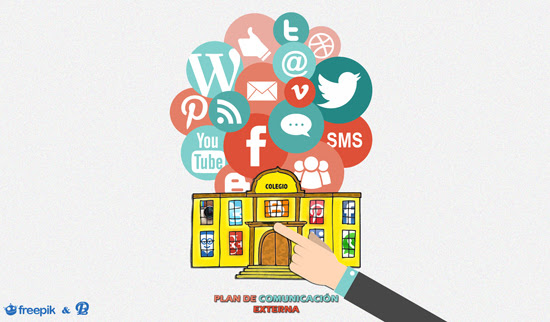 t
@
W
v
P
SMS
You
Tube
f
B
COLEGIO
PLAN DE COMUNICACIÓN
EXTERNA
freepik &